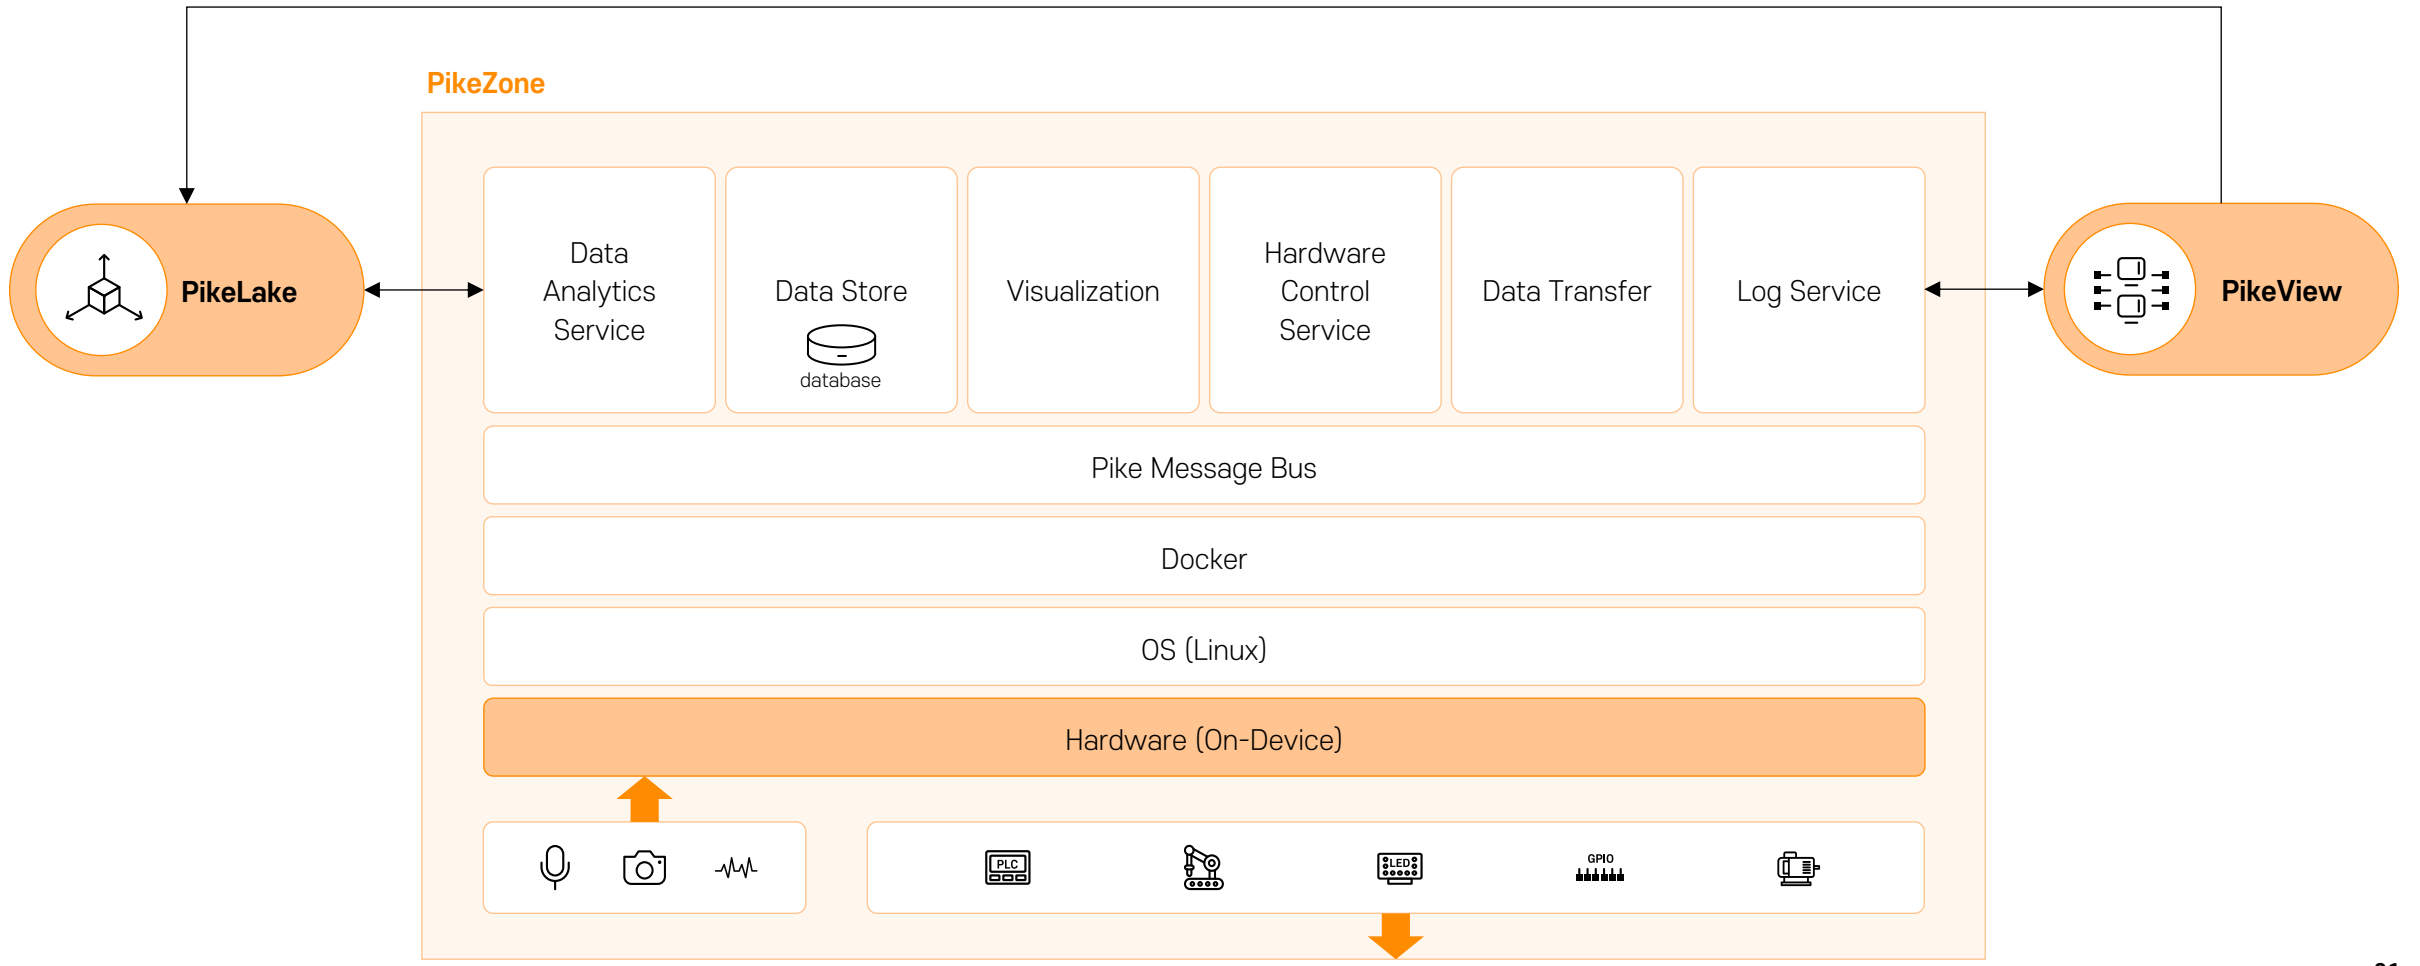 PikeZone
PikeLake
Data
Analytics
Service
Data Store
database
Visualization
Hardware
Control
Service
Data Transfer
Log Service
PikeView
Pike Message Bus
Docker
OS (Linux)
Hardware (On-Device)
PLC
LED
GPIO